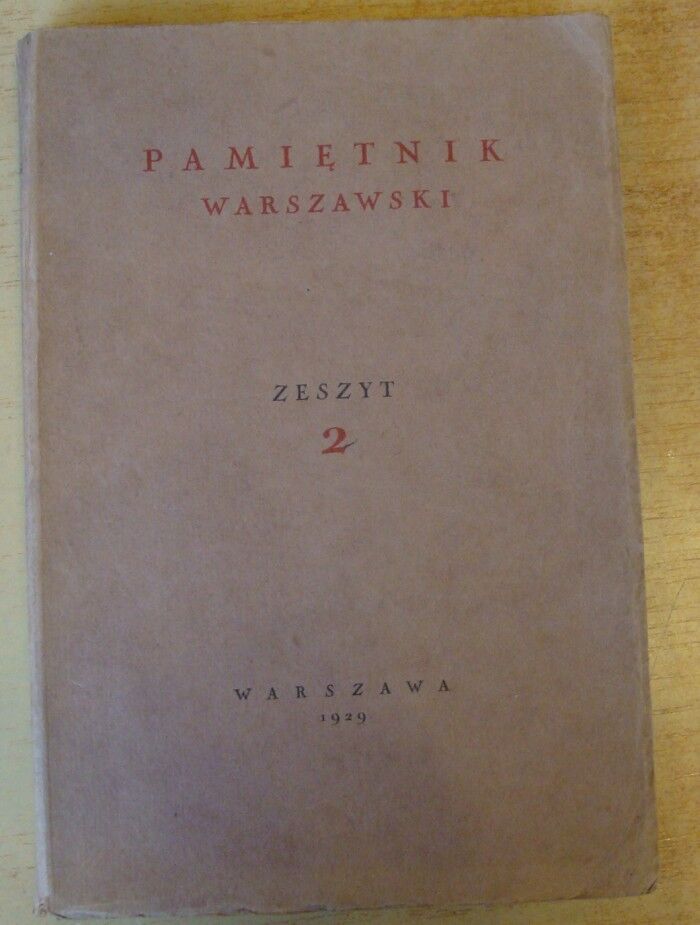 PAMIĘTNIK
WARSZAWSKI
ZESZYT
2
WARSZAWA
1929